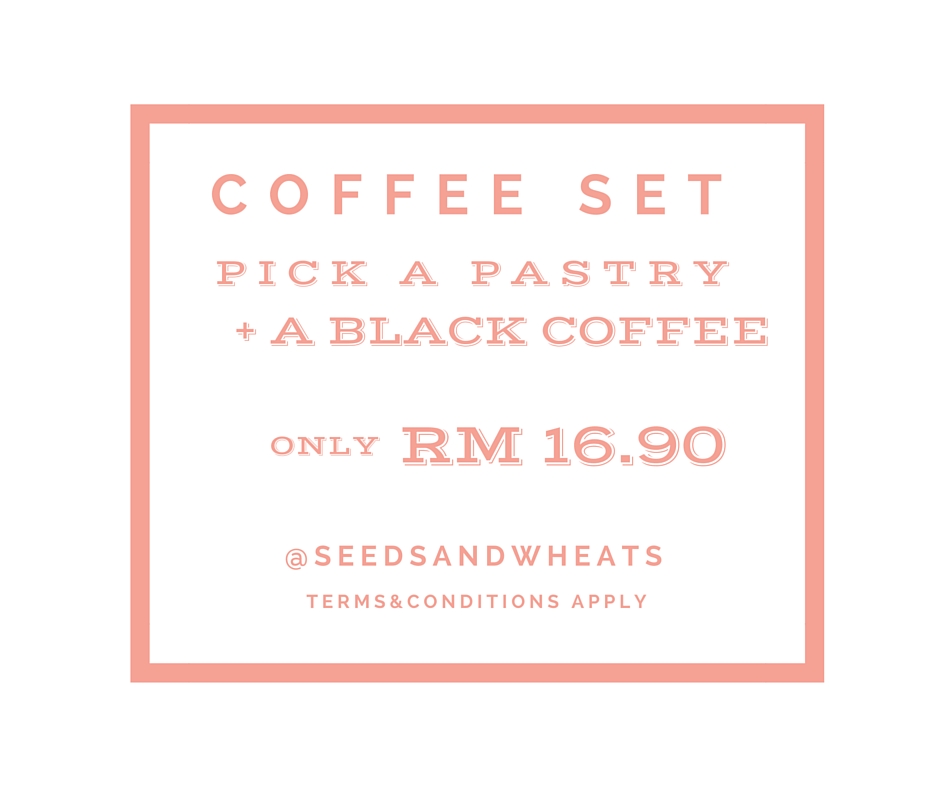 COFFEE SET
PICK A PASTRY
+ A BLACK COFFEE
ONLY RM 16.90
@SEEDSANDWHEATS
TERMS&CONDITIONS APPLY